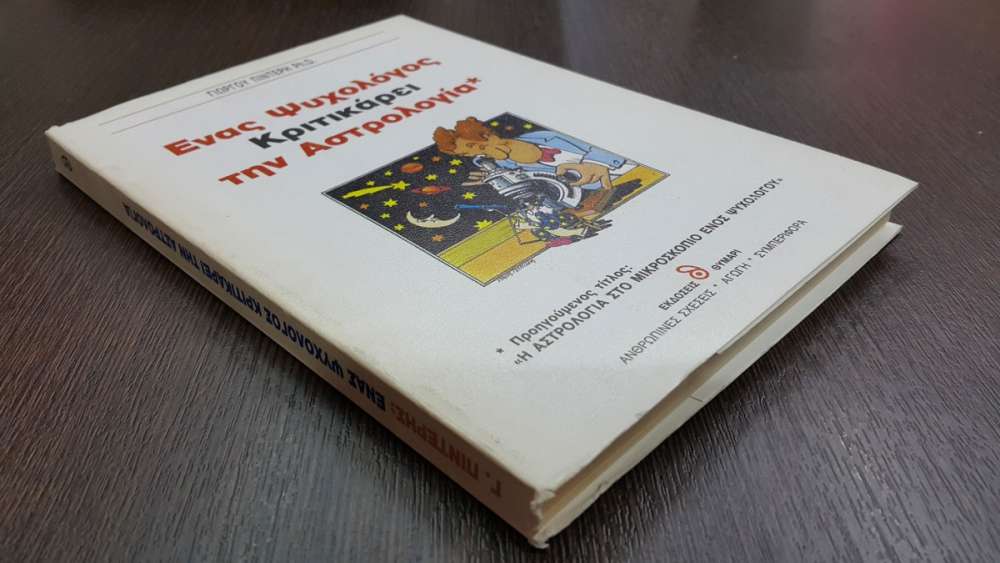 ΓΙΩΡΓΟΥ ΠΙΝΤΕΡΗ Ph.D.
Ενας Ψυχολόγος
Κριτικάρει
την Αστρολογία*
* Προηγούμενος τίτλος:
«Η ΑΣΤΡΟΛΟΓΙΑ ΣΤΟ ΜΙΚΡΟΣΚΟΠΙΟ ΕΝΟΣ ΨΥΧΟΛΟΓΟΥ»
ΕΚΔΟΣΕΙΣ ΘΥΜΑΡΙ
ΑΝΘΡΩΠΙΝΕΣ ΣΧΕΣΕΙΣ * ΑΓΩΓΗ * ΣΥΜΠΕΡΙΦΟΡΑ
Γ. ΠΙΝΤΕΡΗΣ: ΕΝΑΣ ΨΥΧΟΛΟΓΟΣ ΚΡΙΤΙΚΑΡΕΙ ΤΗΝ ΑΣΤΡΟΛΟΓΙΑ